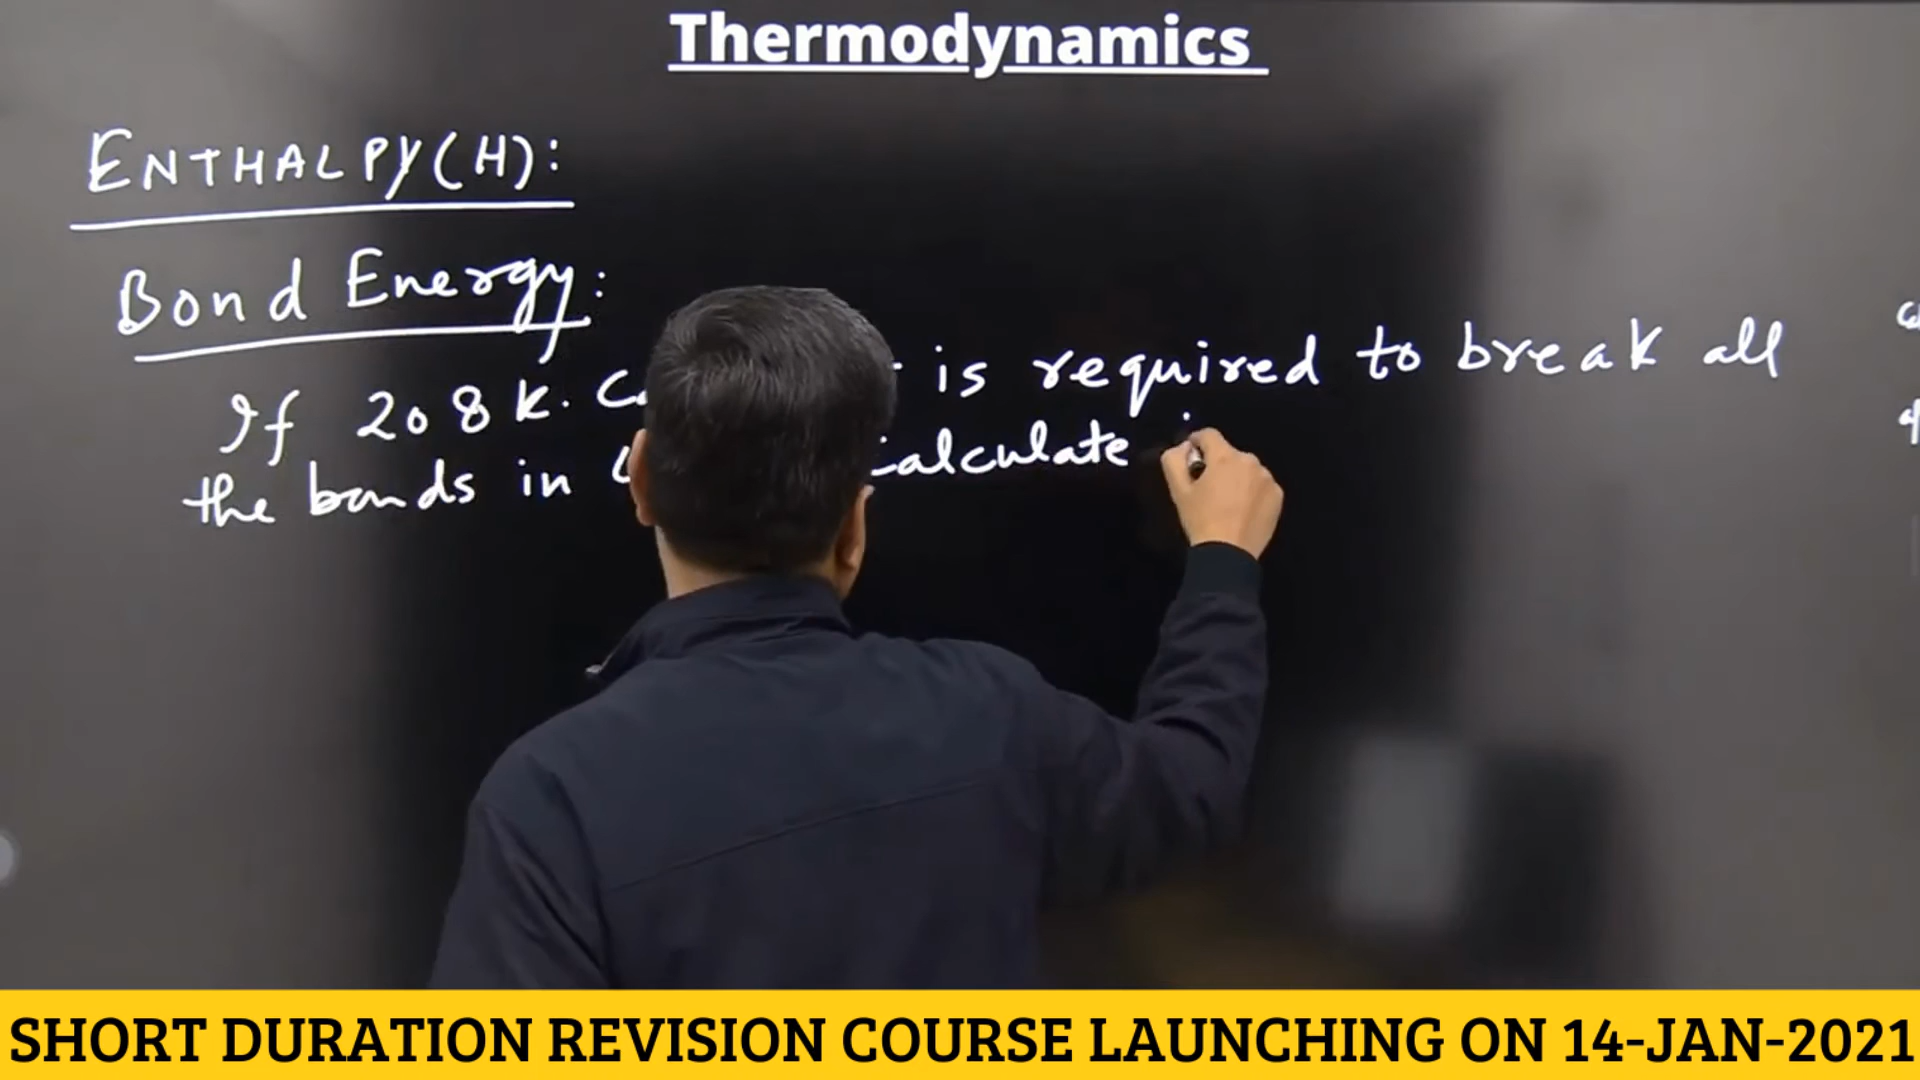 Thermodynamics
ENTHALPY(H):
Bond Energy:
If 208 k. is required to break all
the bonds in calculate
SHORT DURATION REVISION COURSE LAUNCHING ON 14-JAN-2021